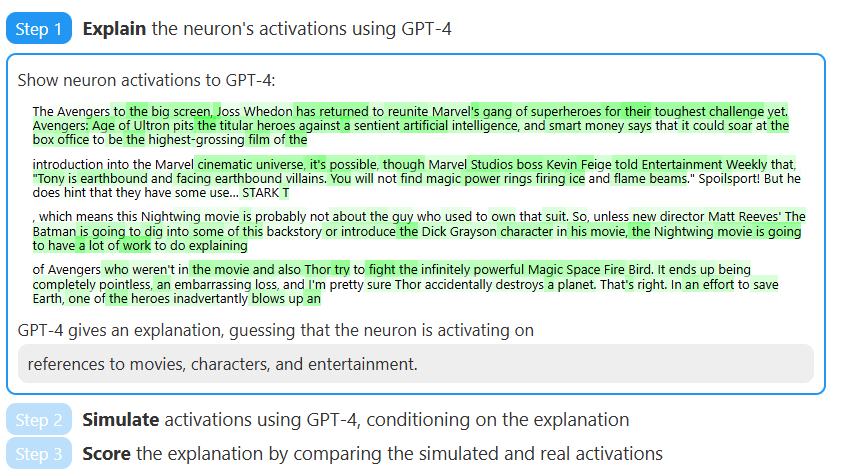 Step 1 Explain the neuron's activations using GPT-4
Show neuron activations to GPT-4:
The Avengers to the big screen, Joss Whedon has returned to reunite Marvel's gang of superheroes for their toughest challenge yet.
Avengers: Age of Ultron pits the titular heroes against a sentient artificial intelligence, and smart money says that it could soar at the
box office to be the highest-grossing film of the
introduction into the Marvel cinematic universe, it's possible, though Marvel Studios boss Kevin Feige told Entertainment Weekly that,
"Tony is earthbound and facing earthbound villains. You will not find magic power rings firing ice and flame beams." Spoilsport! But he
does hint that they have some use... STARK T
, which means this Nightwing movie is probably not about the guy who used to own that suit. So, unless new director Matt Reeves' The
Batman is going to dig into some of this backstory or introduce the Dick Grayson character in his movie, the Nightwing movie is going
to have a lot of work to do explaining
of Avengers who weren't in the movie and also Thor try to fight the infinitely powerful Magic Space Fire Bird. It ends up being
completely pointless, an embarrassing loss, and I'm pretty sure Thor accidentally destroys a planet. That's right. In an effort to save
Earth, one of the heroes inadvertantly blows up an
GPT-4 gives an explanation, guessing that the neuron is activating on
references to movies, characters, and entertainment.
Step 2 Simulate activations using GPT-4, conditioning on the explanation
Step 3 Score the explanation by comparing the simulated and real activations